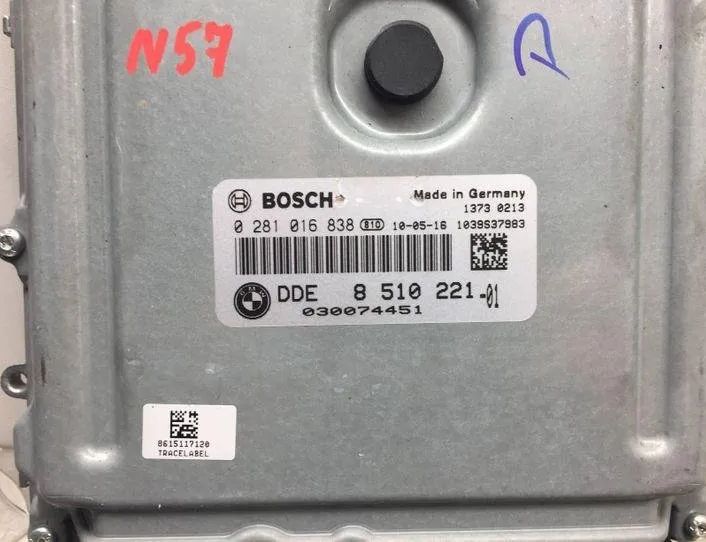 N57
D
BOSCH
Made in Germany
1373 0213
0 281 016 838 B10 10-05-16 1039S37983
DDE 8 510 221-01
030074451
8615117120
TRACELABEL